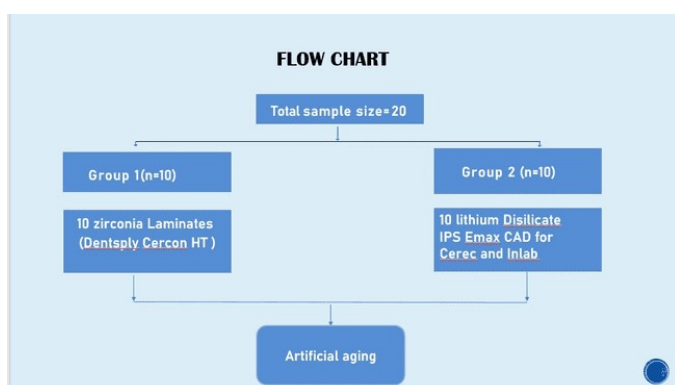 FLOW CHART
Total sample size=20
Group 1(n=10)
Group 2 (n=10)
10 zirconia Laminates
(Dentsply Cercon HT )
10 lithium Disilicate
IPS Emax CAD for
Cerec and Inlab
Artificial aging